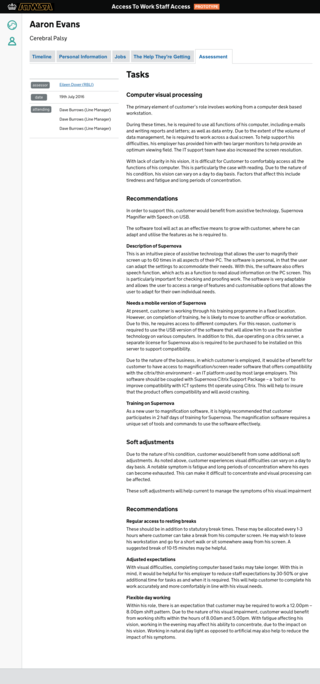 Access To Work Staff Access PROTOTYPE
Aaron Evans
Cerebral Palsy
Timeline Personal Information Jobs The Help They're Getting Assessment
Eileen Dover (RBLI)
19th July 2016
Dave Burrows (Line Manager)
Dave Burrows (Line Manager)
Dave Burrows (Line Manager)
Tasks
Computer visual processing
The primary element of customer's role involves working from a computer desk based
workstation.
During these times, he is required to use all functions of his computer, including e-mails
and writing reports and letters; as well as data entry. Due to the extent of the volume of
data management, he is required to work across a dual screen. To help support his
difficulties, his employer has provided him with two larger monitors to help provide an
optimum viewing field. The IT support team have also increased the screen resolution.
With lack of clarity in his vision, it is difficult for Customer to comfortably access all the
functions of his computer. This is particularly the case with reading. Due to the nature of
his condition, his vision can vary on a day to day basis. Factors that affect this include
tiredness and fatigue and long periods of concentration.
Recommendations
In order to support this, customer would benefit from assistive technology, Supernova
Magnifier with Speech on USB.
The software tool will act as an effective means to grow with customer, where he can
adapt and utilise the features as he is required to.
Description of Supernova
This is an intuitive piece of assistive technology that allows the user to magnify their
screen up to 60 times in all aspects of their PC. The software is personal, in that the user
can adapt the settings to accommodate their needs. With this, the software also offers
speech function, which acts as a function to read aloud information on the PC screen. This
is particularly important for checking and proofing work. The software is very adaptable
and allows the user to access a range of features and customisable options that allows the
user to adapt for their own individual needs.
Needs a mobile version of Supernova
At present, customer is working through his training programme in a fixed location.
However, on completion of training, he is likely to move to another office or workstation.
Due to this, he requires access to different computers. For this reason, customer is
required to use the USB version of the software that will allow him to use the assistive
technology on various computers. In addition to this, due operating on a citrix server, a
separate license for Supernova also is required to be purchased to be installed on this
server to support compatibility.
Due to the nature of the business, in which customer is employed, it would be of benefit for
customer to have access to magnification/screen reader software that offers compatibility
with the citrix/thin environment – an IT platform used by most large employers. This
software should be coupled with Supernova Citrix Support Package – a 'bolt on' to
improve compatibility with ICT systems thin operate using Citrix. This will help to insure
that the product offers compatibility and will avoid crashing.
Training on Supernova
As a new user to magnification software. It is highly recommended that customer
participates in 2-half days of training for Supernova. The magnification software requires a
unique set of tools and commands to use the software effectively.
Soft adjustments
Due to the nature of his condition, customer would benefit from some additional soft
adjustments. As noted above, customer experiences visual difficulties can vary on a day
to day basis. A notable symptom is fatigue and long periods of concentration where his eyes
can become exhausted. This can make it difficult to concentrate and visual processing can
be affected.
These soft adjustments will help current to manage the symptoms of his visual impairment
Recommendations
Regular access to resting breaks
These should be in addition to statutory break times. These may be allocated every 1-3
hours where customer can take a break from his computer screen. He may wish to leave
his workstation and go for a short walk or sit somewhere away from his screen. A
suggested break of 10-15 minutes may be helpful.
Adjusted expectations
With visual difficulties, completing computer based tasks may take longer. With this in
mind, it would be helpful for his employer to reduce staff expectations by 30-50% or give
additional time for tasks as and when it is required. This will help customer to complete his
work accurately and more comfortably in line with his visual needs.
Flexible day working
Within his role, there is an expectation that customer may be required to work a 12.00pm –
8.00pm shift pattern. Due to the nature of his visual impairment, customer would benefit
from working shifts within the hours of 8.00am and 5.00pm. With fatigue affecting his
vision, working in the evening may affect his ability to concentrate, due to the impact on
his vision. Working in natural day light as opposed to artificial may also help to reduce the
impact of his symptoms.